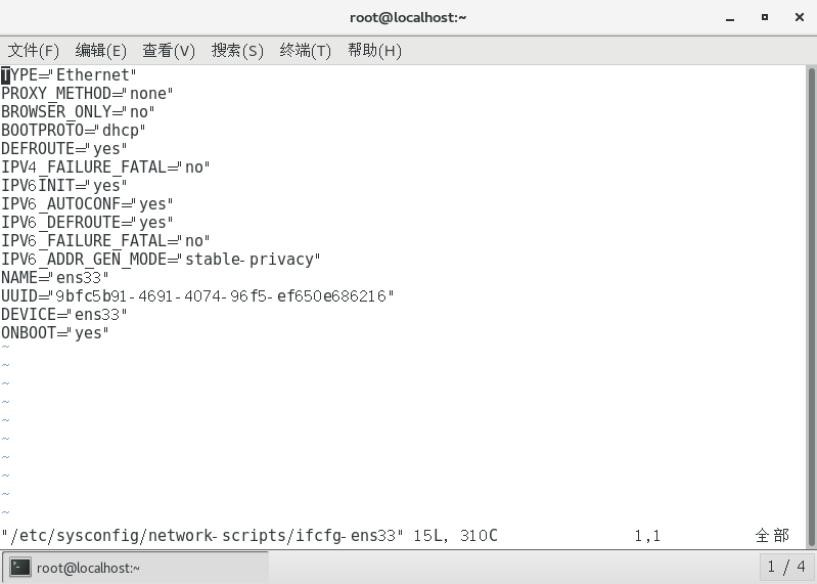 root@localhost:~
文件(F) 编辑(E) 查看(V) 搜索(S) 终端(T) 帮助(H)
TYPE="Ethernet"
PROXY_METHOD="none"
BROWSER_ONLY="no"
BOOTPROTO="dhcp"
DEFROUTE="yes"
IPV4_FAILURE_FATAL="no"
IPV6INIT="yes"
IPV6_AUTOCONF="yes"
IPV6_DEFROUTE="yes"
IPV6_FAILURE_FATAL="no"
IPV6_ADDR_GEN_MODE="stable-privacy"
NAME="ens33"
UUID="9bfc5b91-4691-4074-96f5-ef650e686216"
DEVICE="ens33"
ONBOOT="yes"
~
~
~
~
~
~
~
~
~
~
"/etc/sysconfig/network-scripts/ifcfg-ens33" 15L, 310C 1,1 全部
root@localhost:~ 1 / 4